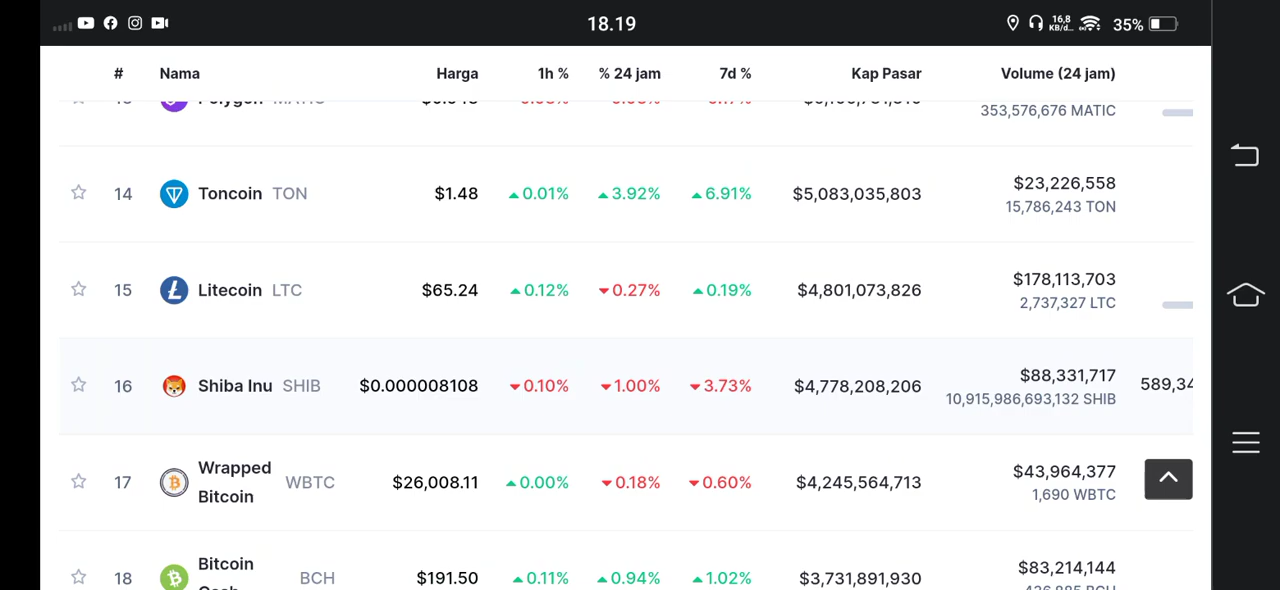 18.19
16,8
KB/d...
35%
# Nama Harga 1h % % 24 jam 7d % Kap Pasar Volume (24 jam)
Polygon MATIC
353,576,676 MATIC
14 Toncoin TON $1.48 0.01% 3.92% 6.91% $5,083,035,803 $23,226,558
15,786,243 TON
15 Litecoin LTC $65.24 0.12% 0.27% 0.19% $4,801,073,826 $178,113,703
2,737,327 LTC
16 Shiba Inu SHIB $0.000008108 0.10% 1.00% 3.73% $4,778,208,206 $88,331,717
10,915,986,693,132 SHIB
589,34
17 Wrapped Bitcoin WBTC $26,008.11 0.00% 0.18% 0.60% $4,245,564,713 $43,964,377
1,690 WBTC
18 Bitcoin BCH $191.50 0.11% 0.94% 1.02% $3,731,891,930 $83,214,144